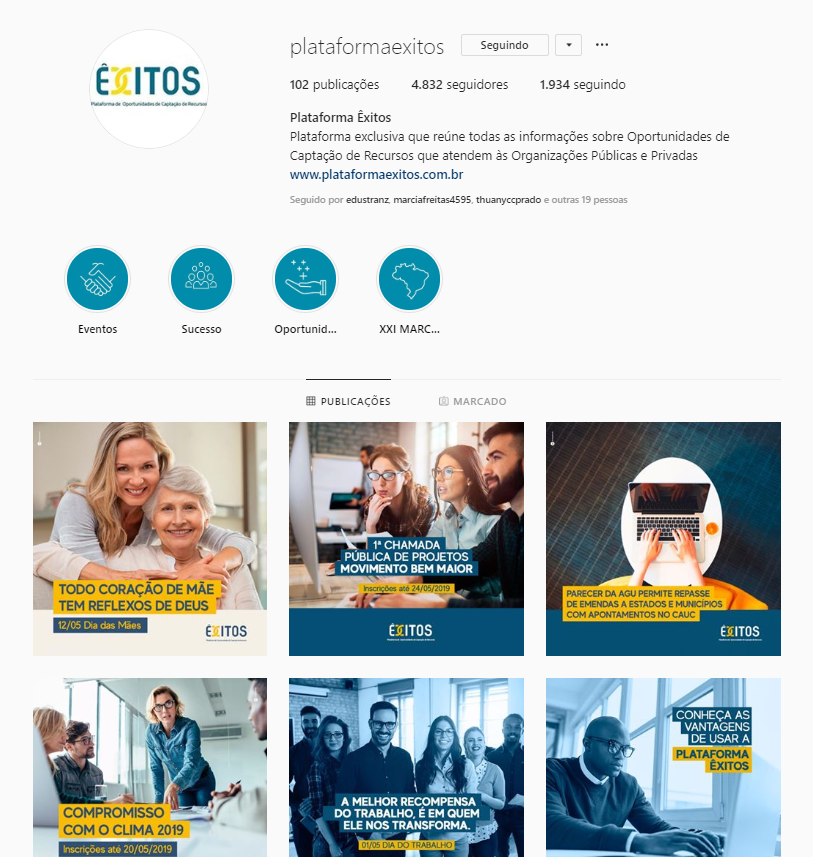 plataformaexitos
Seguindo
102 publicações 4.832 seguidores 1.934 seguindo
ÊXITOS
Plataforma de Oportunidades de Captação de Recursos
Plataforma Êxitos
Plataforma exclusiva que reúne todas as informações sobre Oportunidades de
Captação de Recursos que atendem às Organizações Públicas e Privadas
www.plataformaexitos.com.br
Seguido por edustranz, marciafreitas4595, thuanyccprado e outras 19 pessoas
Eventos Sucesso Oportunid... XXI MARC...
PUBLICAÇÕES MARCADO
TODO CORAÇÃO DE MÃE
TEM REFLEXOS DE DEUS
12/05 Dia das Mães
ÊXITOS
1ª CHAMADA
PÚBLICA DE PROJETOS
MOVIMENTO BEM MAIOR
Inscrições até 24/05/2019
ÊXITOS
PARECER DA AGU PERMITE REPASSE
DE EMENDAS A ESTADOS E MUNICÍPIOS
COM APONTAMENTOS NO CAUC
ÊXITOS
COMPROMISSO
COM O CLIMA 2019
Inscrições até 20/05/2019
A MELHOR RECOMPENSA
DO TRABALHO, É EM QUEM
ELE NOS TRANSFORMA.
01/05 DIA DO TRABALHO
CONHEÇA AS
VANTAGENS
DE USAR A
PLATAFORMA
ÊXITOS